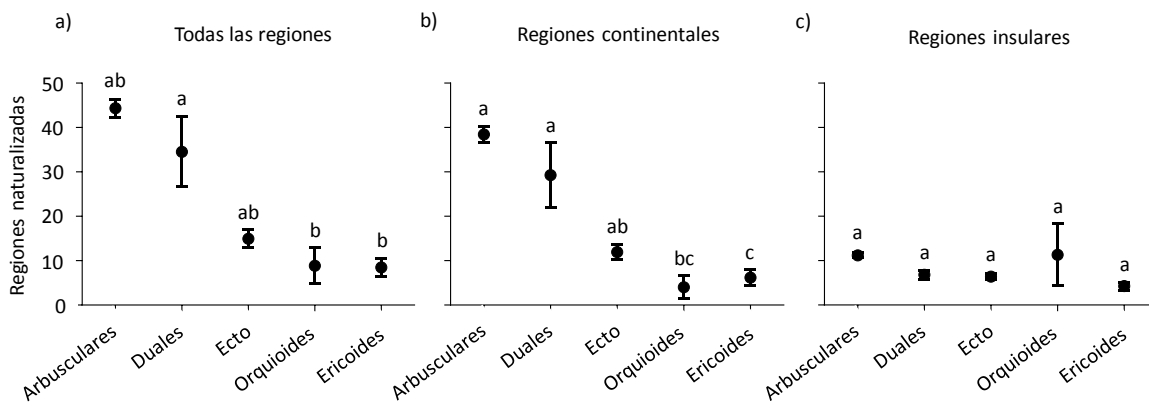 a)
Todas las regiones
b)
Regiones continentales
c)
Regiones insulares
Regiones naturalizadas
50
40
30
20
10
0
ab
a
ab
b
b
a
a
ab
bc
c
a
a
a
a
a
Arbusculares
Duales
Ecto
Orquioides
Ericoides
Arbusculares
Duales
Ecto
Orquioides
Ericoides
Arbusculares
Duales
Ecto
Orquioides
Ericoides